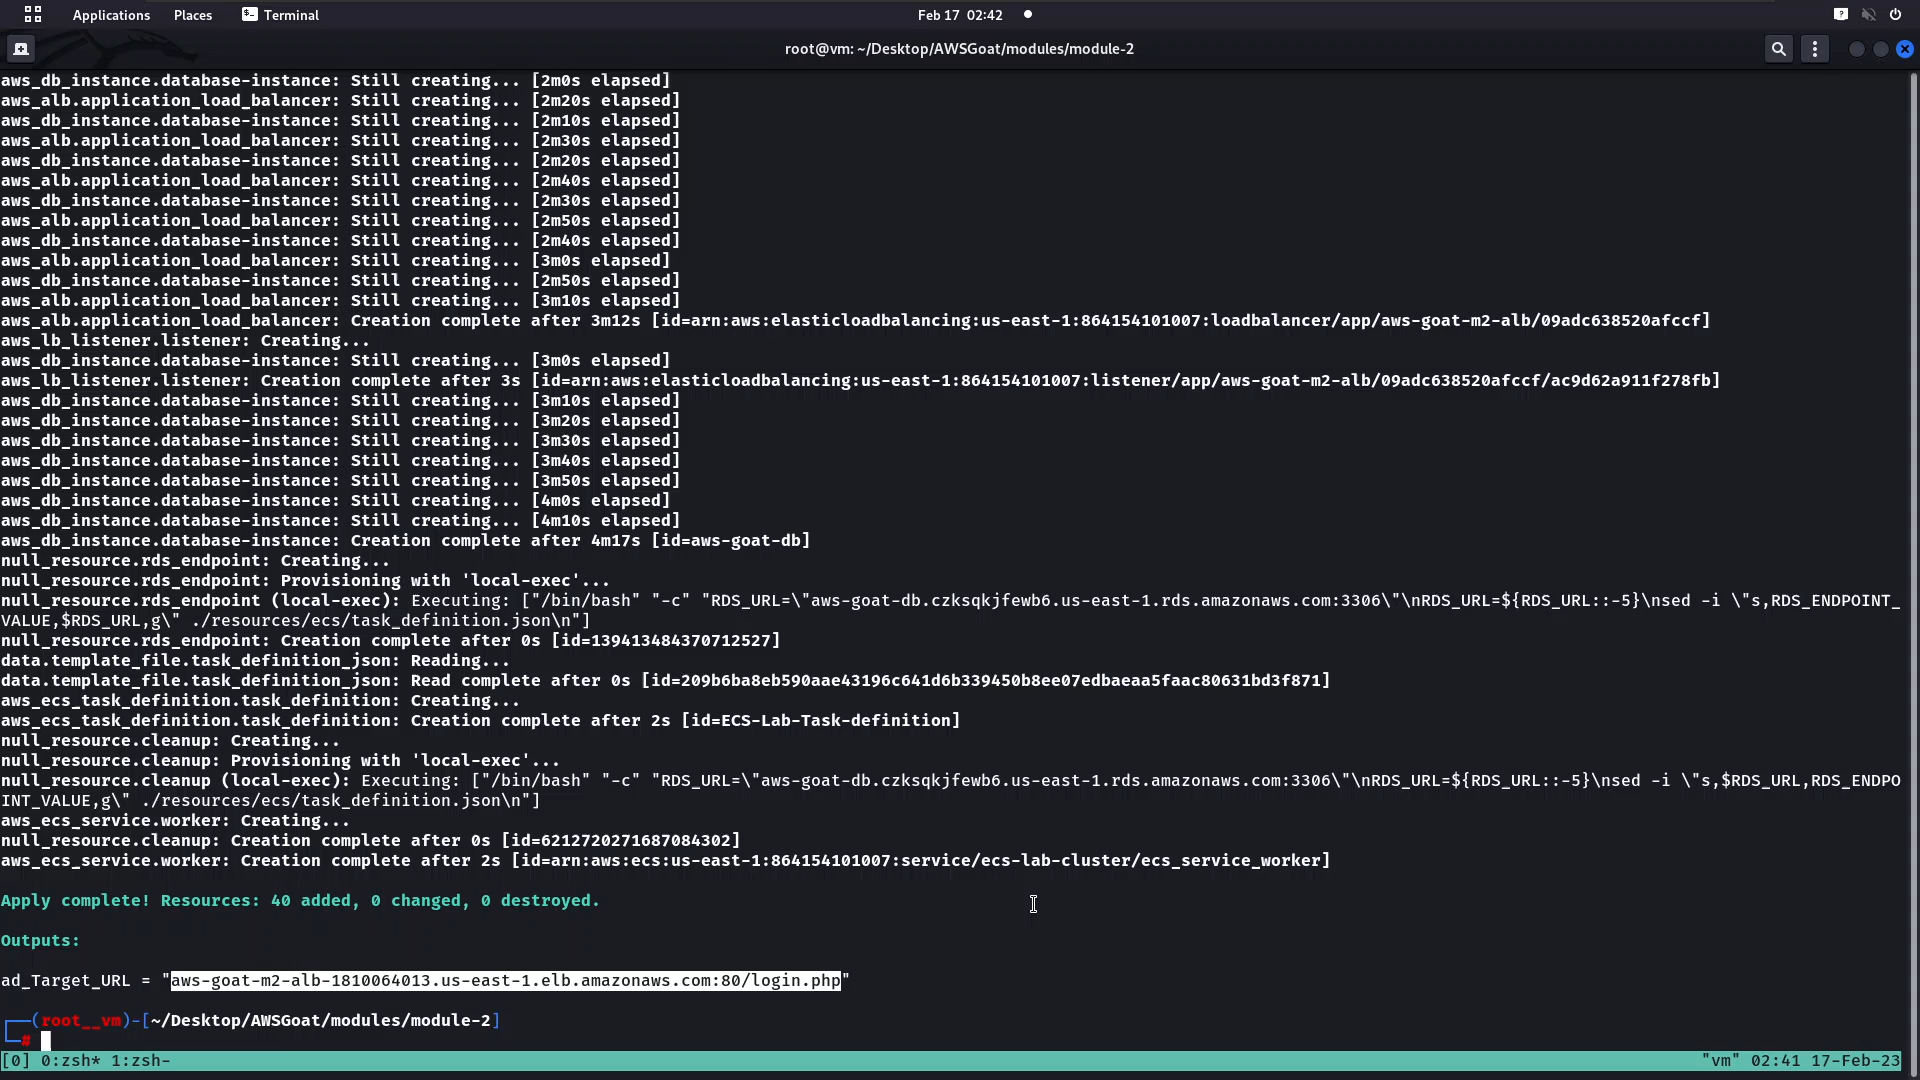 Applications Places Terminal Feb 17 02:42
root@vm: ~/Desktop/AWSGoat/modules/module-2
aws_db_instance.database-instance: Still creating... [2m0s elapsed]
aws_alb.application_load_balancer: Still creating... [2m20s elapsed]
aws_db_instance.database-instance: Still creating... [2m10s elapsed]
aws_alb.application_load_balancer: Still creating... [2m30s elapsed]
aws_db_instance.database-instance: Still creating... [2m20s elapsed]
aws_alb.application_load_balancer: Still creating... [2m40s elapsed]
aws_db_instance.database-instance: Still creating... [2m30s elapsed]
aws_alb.application_load_balancer: Still creating... [2m50s elapsed]
aws_db_instance.database-instance: Still creating... [2m40s elapsed]
aws_alb.application_load_balancer: Still creating... [3m0s elapsed]
aws_db_instance.database-instance: Still creating... [2m50s elapsed]
aws_alb.application_load_balancer: Still creating... [3m10s elapsed]
aws_alb.application_load_balancer: Creation complete after 3m12s [id=arn:aws:elasticloadbalancing:us-east-1:864154101007:loadbalancer/app/aws-goat-m2-alb/09adc638520afccf]
aws_lb_listener.listener: Creating...
aws_db_instance.database-instance: Still creating... [3m0s elapsed]
aws_lb_listener.listener: Creation complete after 3s [id=arn:aws:elasticloadbalancing:us-east-1:864154101007:listener/app/aws-goat-m2-alb/09adc638520afccf/ac9d62a911f278fb]
aws_db_instance.database-instance: Still creating... [3m10s elapsed]
aws_db_instance.database-instance: Still creating... [3m20s elapsed]
aws_db_instance.database-instance: Still creating... [3m30s elapsed]
aws_db_instance.database-instance: Still creating... [3m40s elapsed]
aws_db_instance.database-instance: Still creating... [3m50s elapsed]
aws_db_instance.database-instance: Still creating... [4m0s elapsed]
aws_db_instance.database-instance: Still creating... [4m10s elapsed]
aws_db_instance.database-instance: Creation complete after 4m17s [id=aws-goat-db]
null_resource.rds_endpoint: Creating...
null_resource.rds_endpoint: Provisioning with 'local-exec'...
null_resource.rds_endpoint (local-exec): Executing: ["/bin/bash" "-c" "RDS_URL=\"aws-goat-db.czksqkjfewb6.us-east-1.rds.amazonaws.com:3306\"\nRDS_URL=${RDS_URL::-5}\nsed -i \"s,RDS_ENDPOINT_
VALUE,$RDS_URL,g\" ./resources/ecs/task_definition.json\n"]
null_resource.rds_endpoint: Creation complete after 0s [id=139413484370712527]
data.template_file.task_definition_json: Reading...
data.template_file.task_definition_json: Read complete after 0s [id=209b6ba8eb590aae43196c641d6b339450b8ee07edbaeaa5faac80631bd3f871]
aws_ecs_task_definition.task_definition: Creating...
aws_ecs_task_definition.task_definition: Creation complete after 2s [id=ECS-Lab-Task-definition]
null_resource.cleanup: Creating...
null_resource.cleanup: Provisioning with 'local-exec'...
null_resource.cleanup (local-exec): Executing: ["/bin/bash" "-c" "RDS_URL=\"aws-goat-db.czksqkjfewb6.us-east-1.rds.amazonaws.com:3306\"\nRDS_URL=${RDS_URL::-5}\nsed -i \"s,$RDS_URL,RDS_ENDPO
INT_VALUE,g\" ./resources/ecs/task_definition.json\n"]
aws_ecs_service.worker: Creating...
null_resource.cleanup: Creation complete after 0s [id=6212720271687084302]
aws_ecs_service.worker: Creation complete after 2s [id=arn:aws:ecs:us-east-1:864154101007:service/ecs-lab-cluster/ecs_service_worker]
Apply complete! Resources: 40 added, 0 changed, 0 destroyed.
Outputs:
ad_Target_URL = "aws-goat-m2-alb-1810064013.us-east-1.elb.amazonaws.com:80/login.php"
┌──(root__vm)-[~/Desktop/AWSGoat/modules/module-2]
└─#
[0] 0:zsh* 1:zsh- "vm" 02:41 17-Feb-23